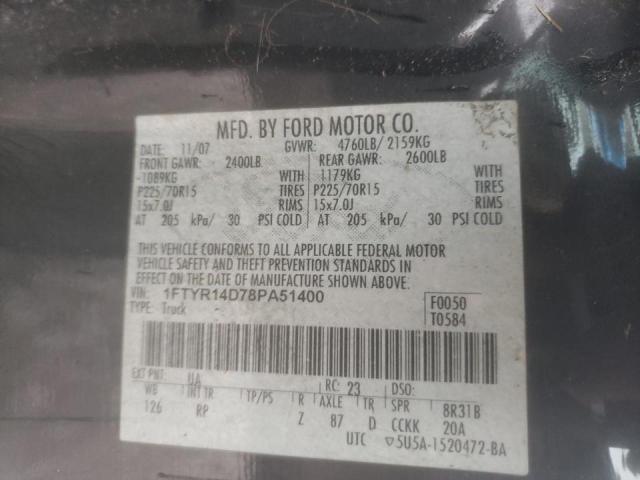 MFD. BY FORD MOTOR CO.
DATE: 11/07 GVWR: 4760LB/ 2159KG
FRONT GAWR: 2400LB REAR GAWR: 2600LB
-1089KG WITH 1179KG WITH
P225/70R15 TIRES P225/70R15 TIRES
15x7.0J RIMS 15x7.0J RIMS
AT 205 kPa/ 30 PSI COLD AT 205 kPa/ 30 PSI COLD
THIS VEHICLE CONFORMS TO ALL APPLICABLE FEDERAL MOTOR
VEHICLE SAFETY AND THEFT PREVENTION STANDARDS IN
EFFECT ON THE DATE OF MANUFACTURE SHOWN ABOVE.
VIN: 1FTYR14D78PA51400 F0050
TYPE: Truck T0584
EXT PNT: UA RC: 23 DSO:
WB INT TR TP/PS R AXLE TR SPR 8R31B
126 RP Z 87 D CCKK 20A
UTC ▽5U5A-1520472-BA